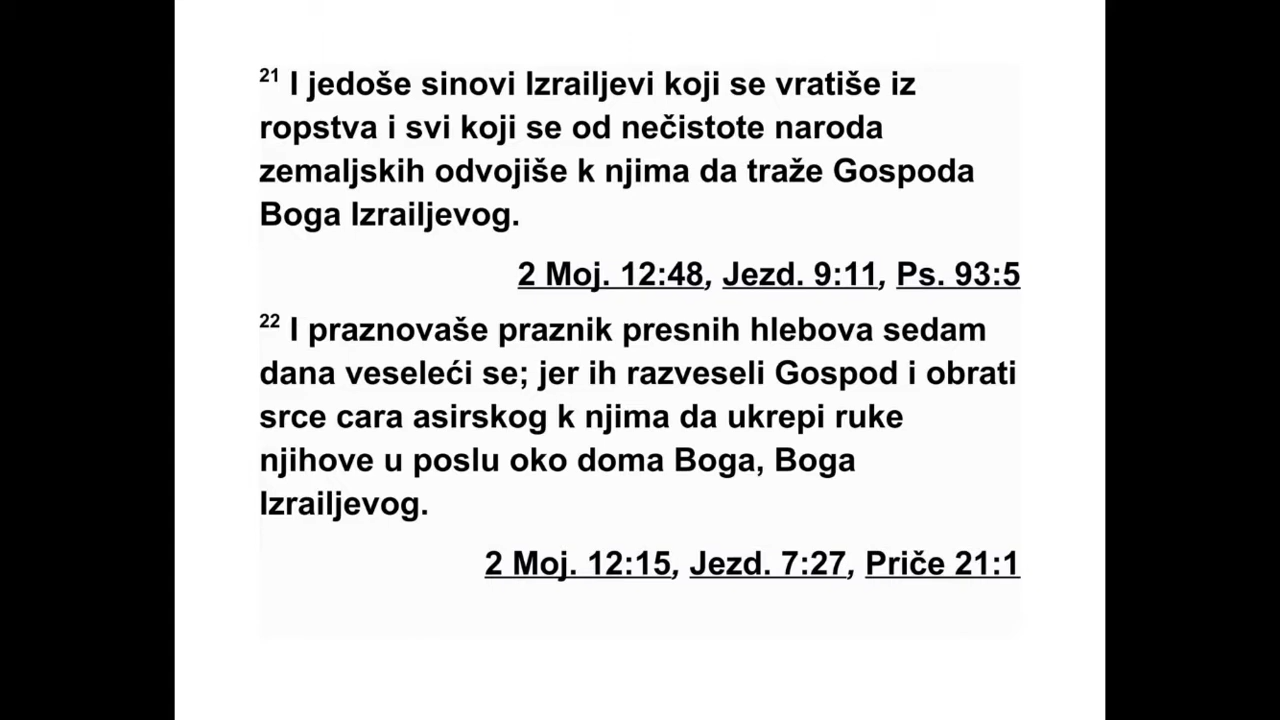 21 I jedoše sinovi Izrailjevi koji se vratiše iz
ropstva i svi koji se od nečistote naroda
zemaljskih odvojiše k njima da traže Gospoda
Boga Izrailjevog.
2 Moj. 12:48, Jezd. 9:11, Ps. 93:5
22 I praznovaše praznik presnih hlebova sedam
dana veseleći se; jer ih razveseli Gospod i obrati
srce cara asirskog k njima da ukrepi ruke
njihove u poslu oko doma Boga, Boga
Izrailjevog.
2 Moj. 12:15, Jezd. 7:27, Priče 21:1